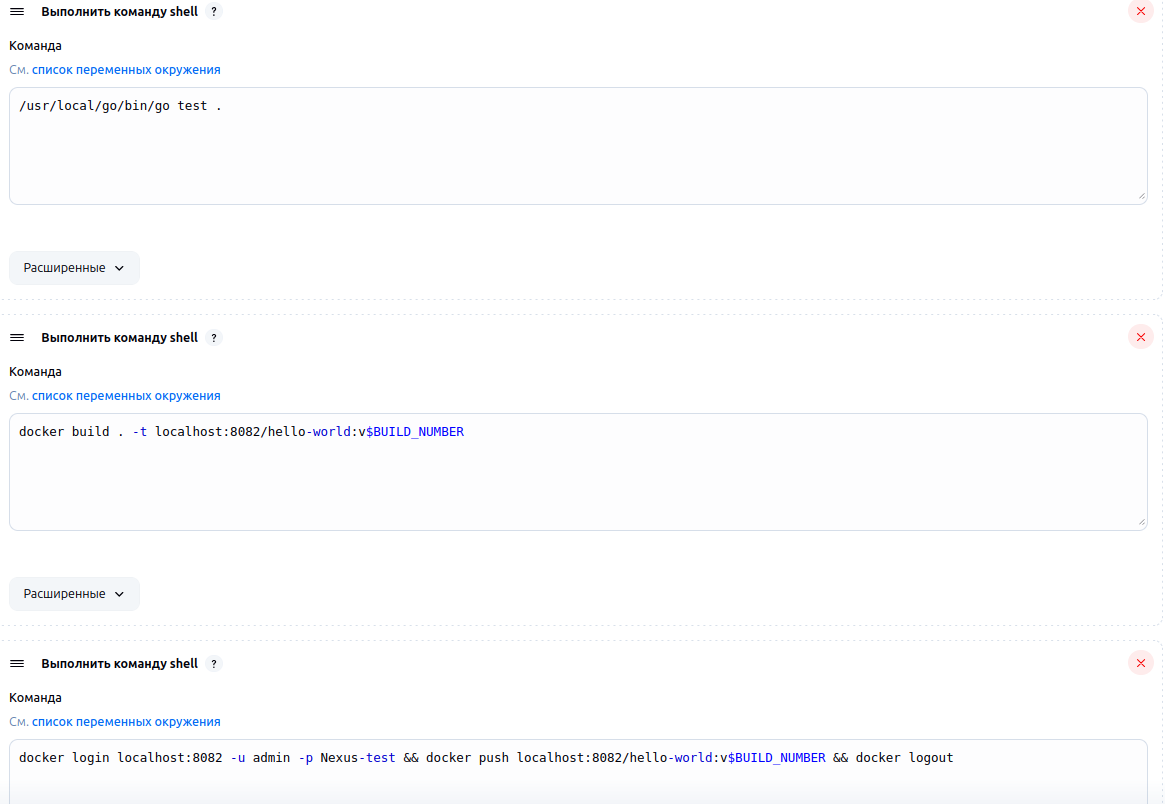 Выполнить команду shell ?
Команда
См. список переменных окружения
/usr/local/go/bin/go test .
Расширенные
Выполнить команду shell ?
Команда
См. список переменных окружения
docker build . -t localhost:8082/hello-world:v$BUILD_NUMBER
Расширенные
Выполнить команду shell ?
Команда
См. список переменных окружения
docker login localhost:8082 -u admin -p Nexus-test && docker push localhost:8082/hello-world:v$BUILD_NUMBER && docker logout